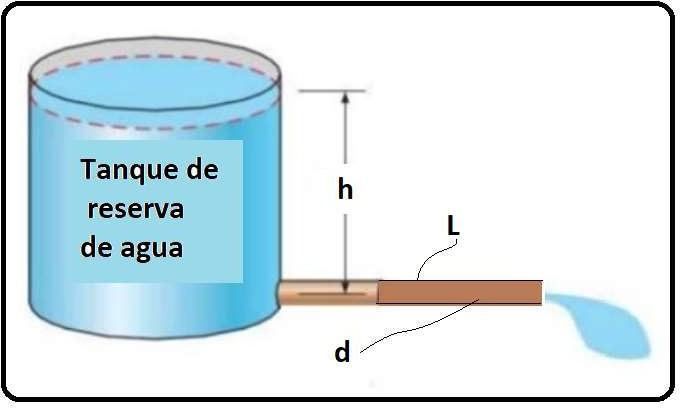 Tanque de
reserva
de agua
h
L
d